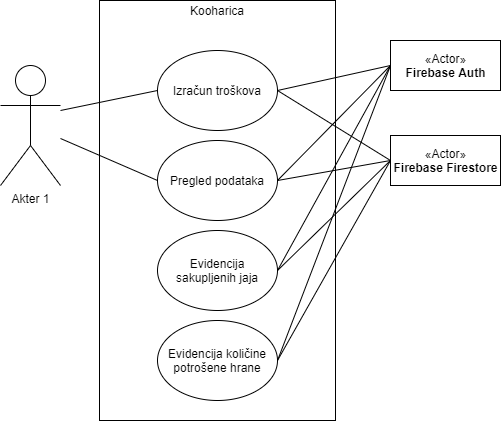 Kooharica
Akter 1
Izračun troškova
Pregled podataka
Evidencija
sakupljenih jaja
Evidencija količine
potrošene hrane
«Actor»
Firebase Auth
«Actor»
Firebase Firestore